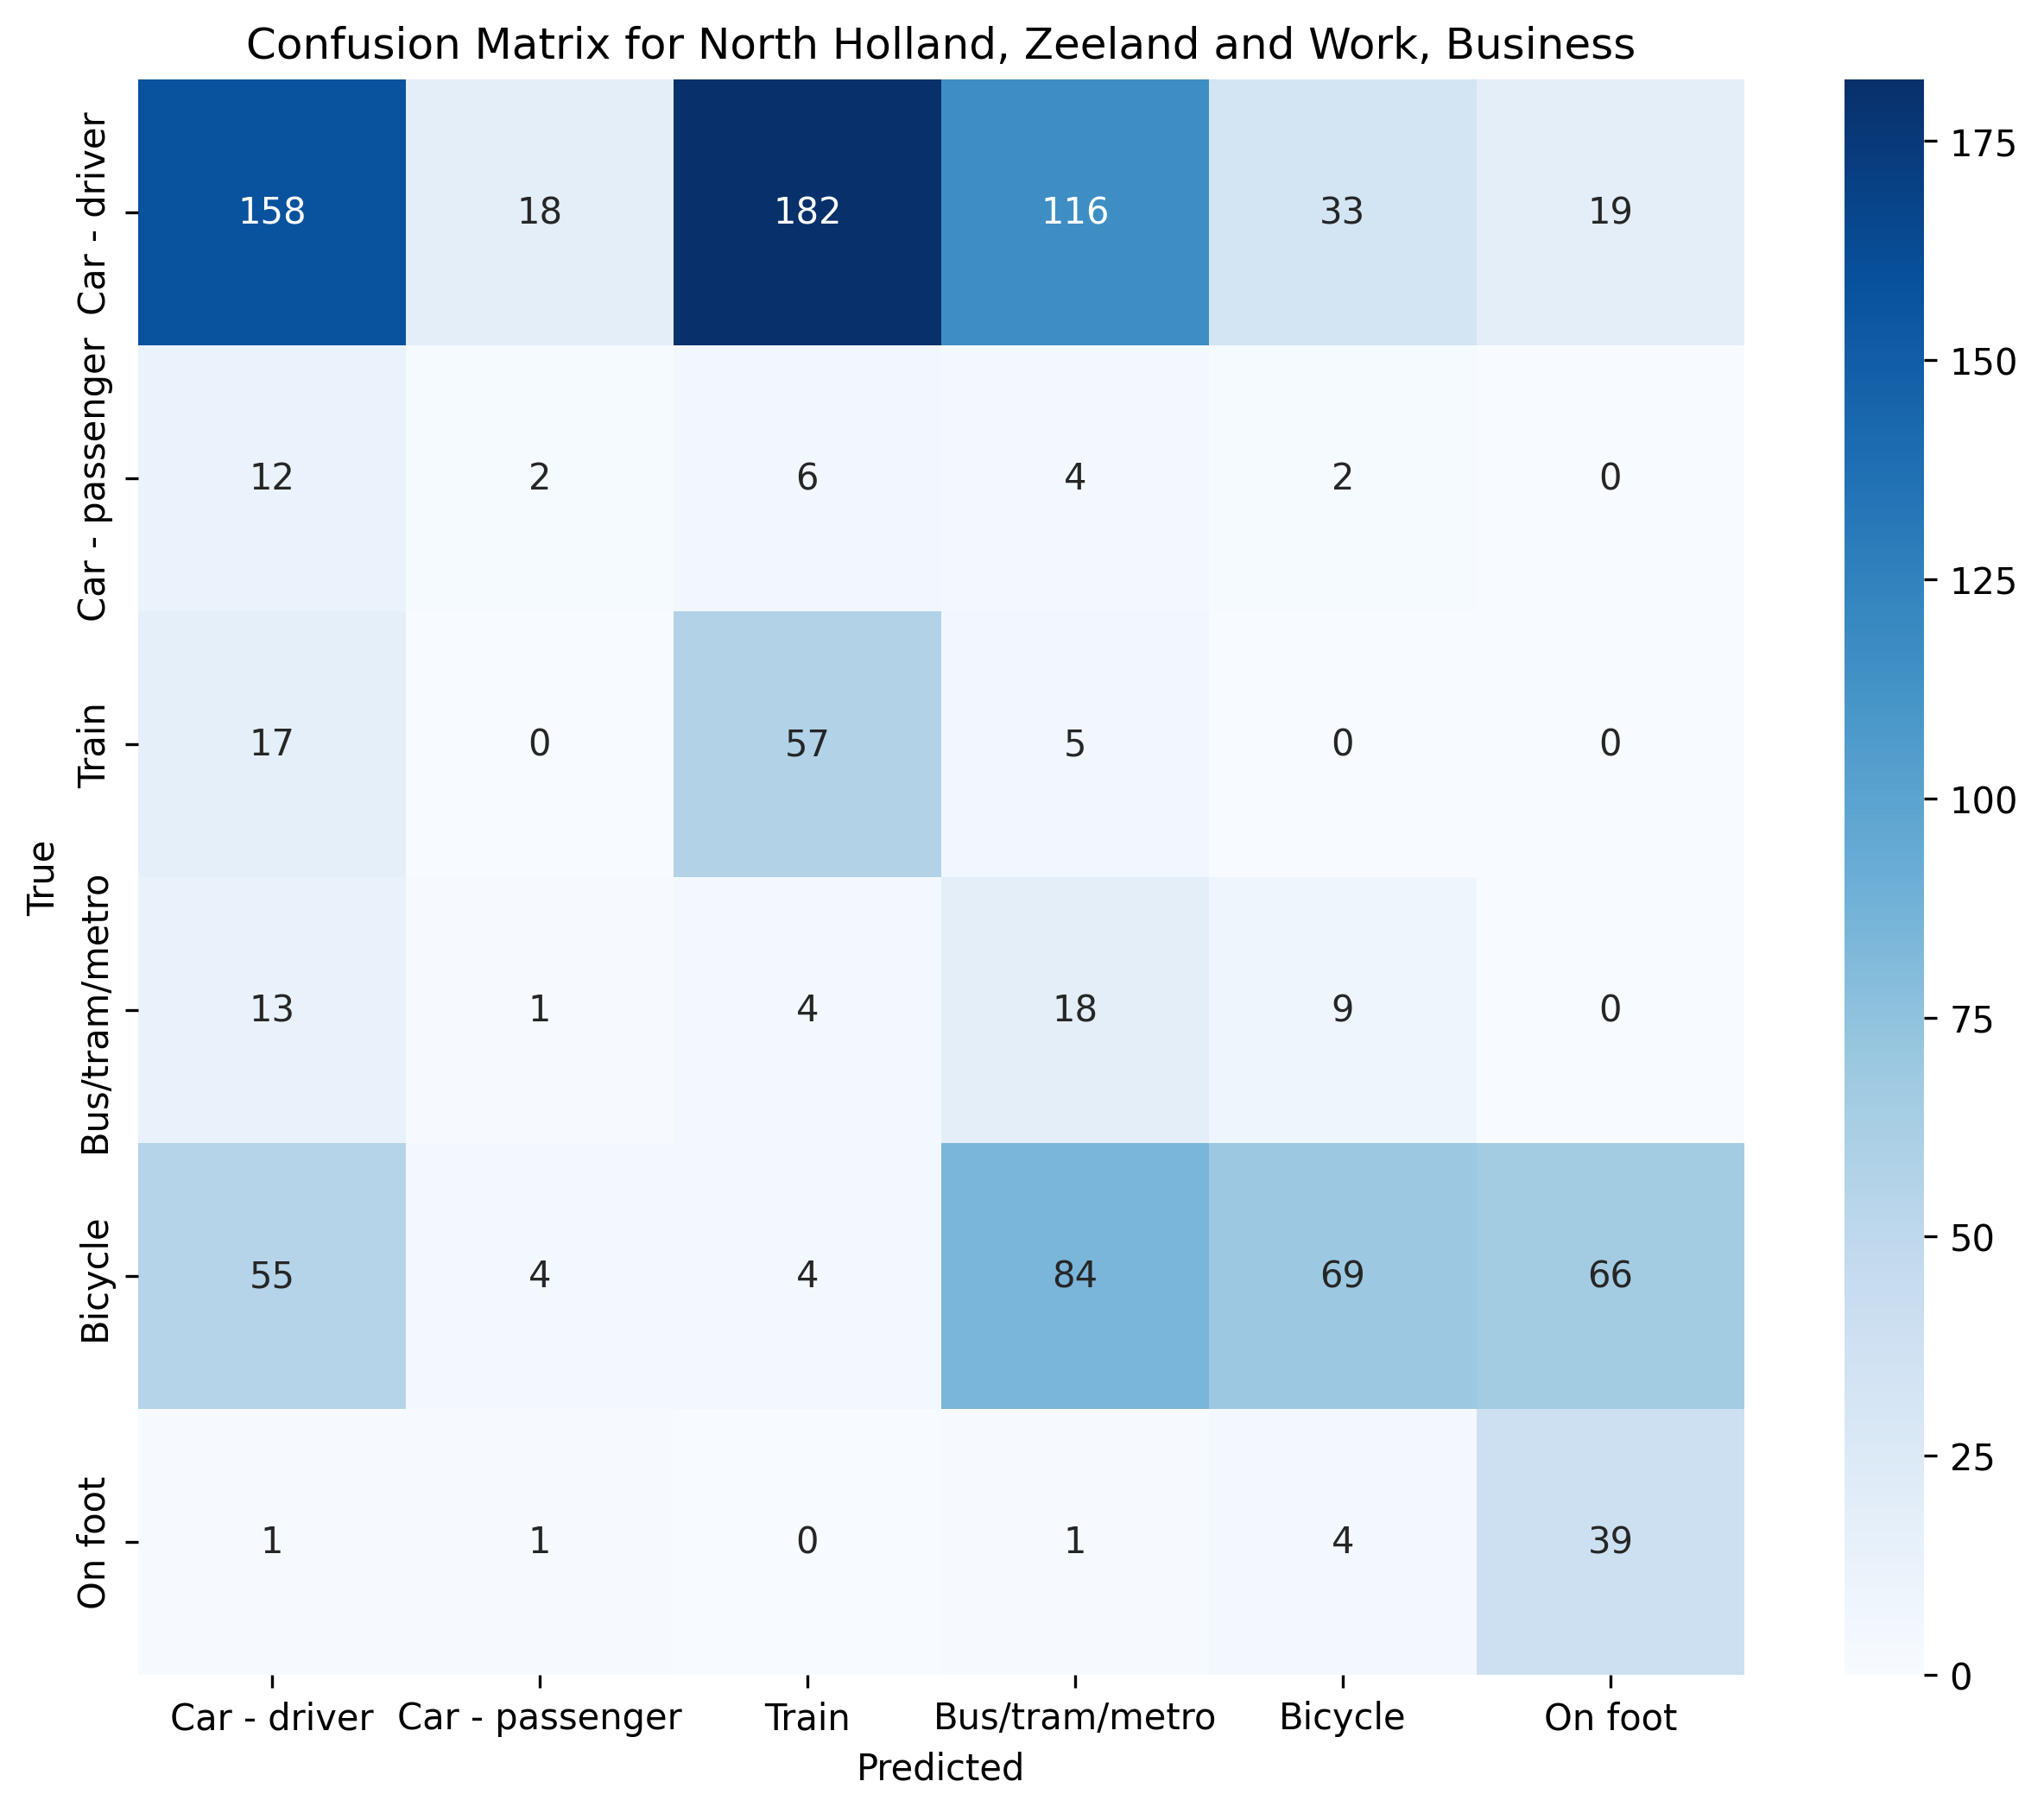 Confusion Matrix for North Holland, Zeeland and Work, Business
True
Car - driver
158 18 182 116 33 19
Car - passenger
12 2 6 4 2 0
Train
17 0 57 5 0 0
Bus/tram/metro
13 1 4 18 9 0
Bicycle
55 4 4 84 69 66
On foot
1 1 0 1 4 39
Car - driver Car - passenger Train Bus/tram/metro Bicycle On foot
Predicted
175
150
125
100
75
50
25
0